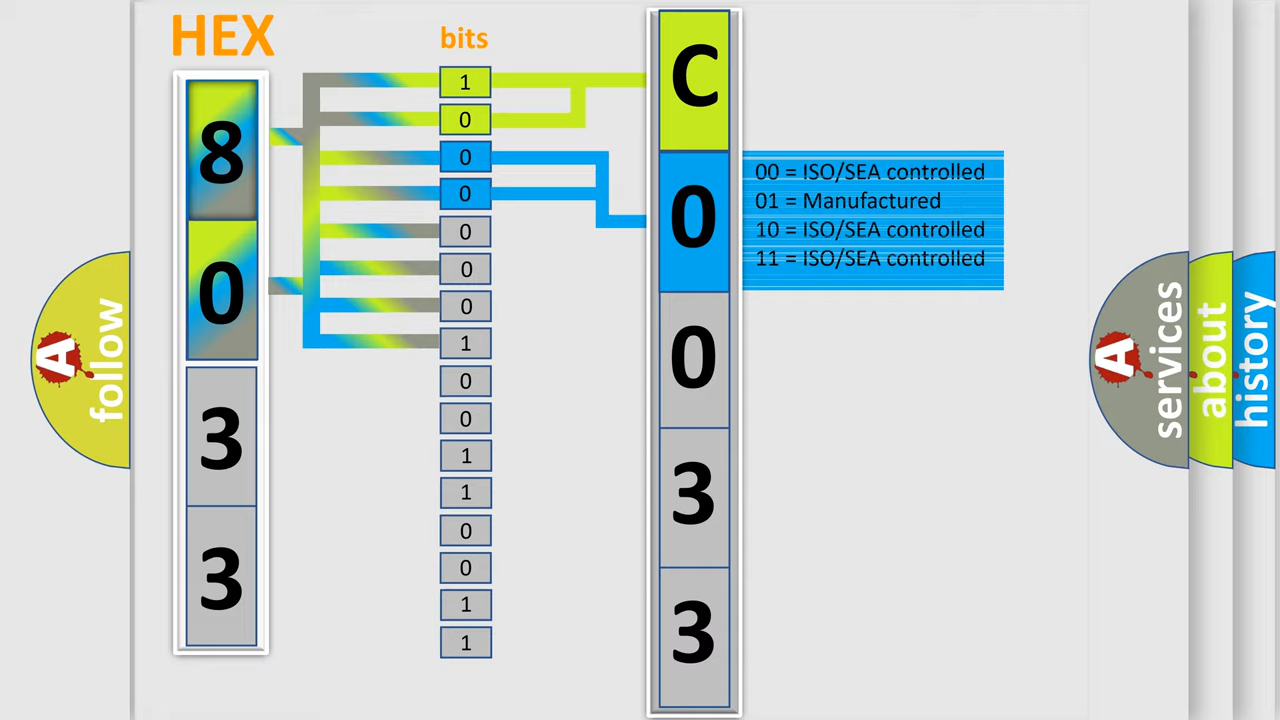 HEX
bits
8
0
3
3
1
0
0
0
0
0
0
1
0
0
1
1
0
0
1
1
C
0
0
3
3
00 = ISO/SEA controlled
01 = Manufactured
10 = ISO/SEA controlled
11 = ISO/SEA controlled
A
follow
A
services
about
history